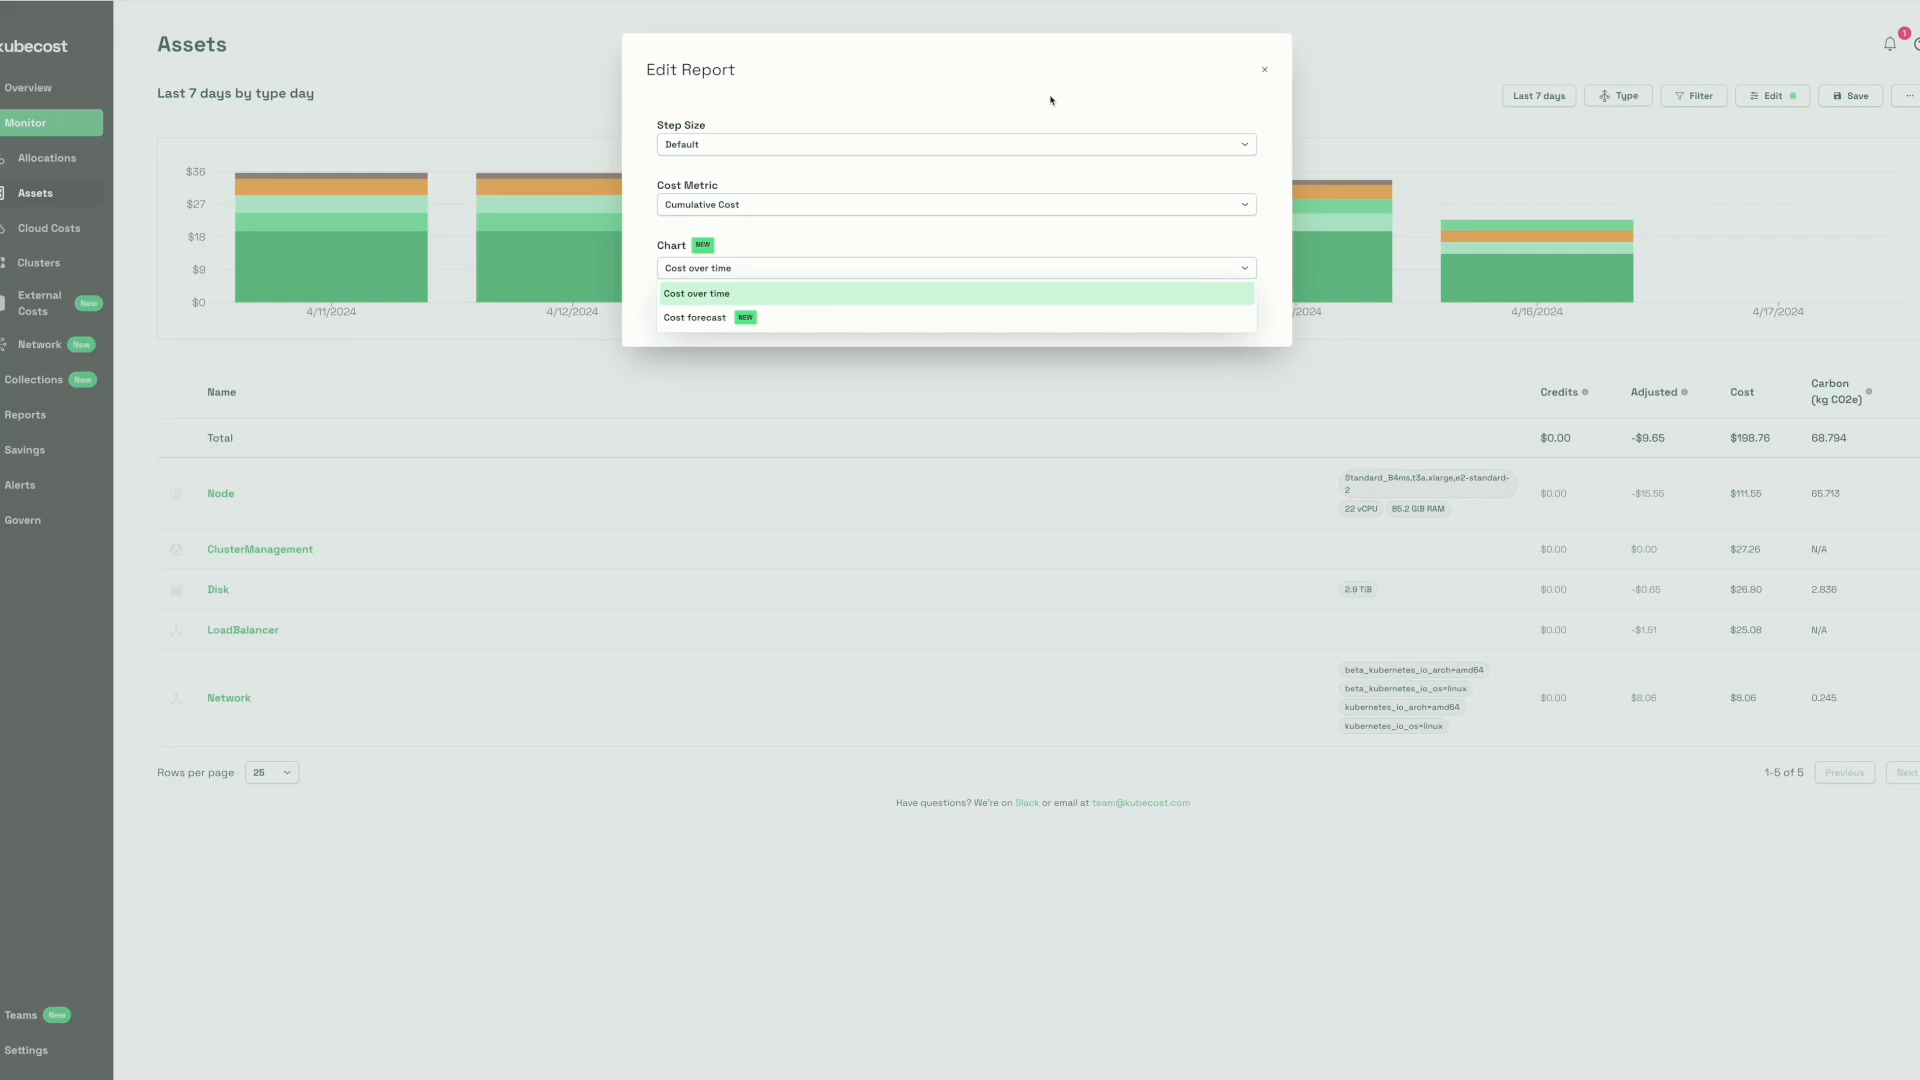 kubecost
Overview
Monitor
Allocations
Assets
Cloud Costs
Clusters
External
Costs
New
Network New
Collections New
Reports
Savings
Alerts
Govern
Teams New
Settings
Assets
Last 7 days by type day
1
Last 7 days
Type
Filter
Edit
Save
...
$36
$27
$18
$9
$0
4/11/2024
4/12/2024
/2024
4/16/2024
4/17/2024
Edit Report
×
Step Size
Default
Cost Metric
Cumulative Cost
Chart NEW
Cost over time
Cost over time
Cost forecast NEW
Name
Credits
Adjusted
Cost
Carbon
(kg CO2e)
Total $0.00 -$9.65 $198.76 68.794
Node
Standard_B4ms,t3a.xlarge,e2-standard-
2
22 vCPU 85.2 GiB RAM
$0.00 -$15.55 $111.55 65.713
ClusterManagement $0.00 $0.00 $27.26 N/A
Disk 2.9 TiB $0.00 -$0.65 $26.80 2.836
LoadBalancer $0.00 -$1.51 $25.08 N/A
Network
beta_kubernetes_io_arch=amd64
beta_kubernetes_io_os=linux
kubernetes_io_arch=amd64
kubernetes_io_os=linux
$0.00 $8.06 $8.06 0.245
Rows per page 25
1-5 of 5 Previous Next
Have questions? We're on Slack or email at team@kubecost.com